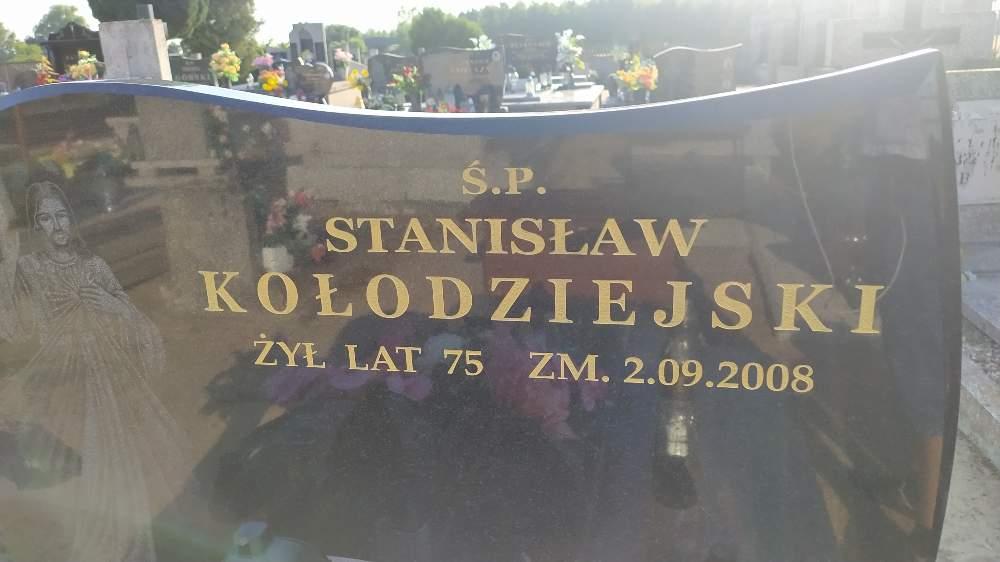 Ś.P.
STANISŁAW
KOŁODZIEJSKI
ŻYŁ LAT 75 ZM. 2.09.2008